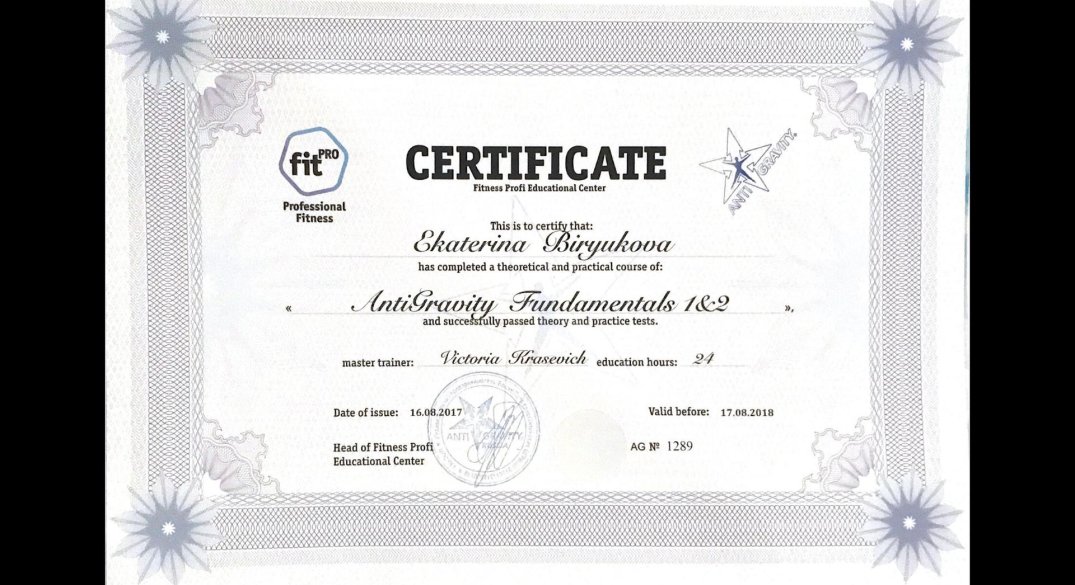 fit PRO
Professional
Fitness
CERTIFICATE
Fitness Profi Educational Center
ANTI GRAVITY.
This is to certify that:
Ekaterina Biryukova
has completed a theoretical and practical course of:
« AntiGravity Fundamentals 1&2 »,
and successfully passed theory and practice tests.
master trainer: Victoria Krasevich education hours: 24
Date of issue: 16.08.2017
Valid before: 17.08.2018
Head of Fitness Profi
Educational Center
AG № 1289
ANTI GRAVITY